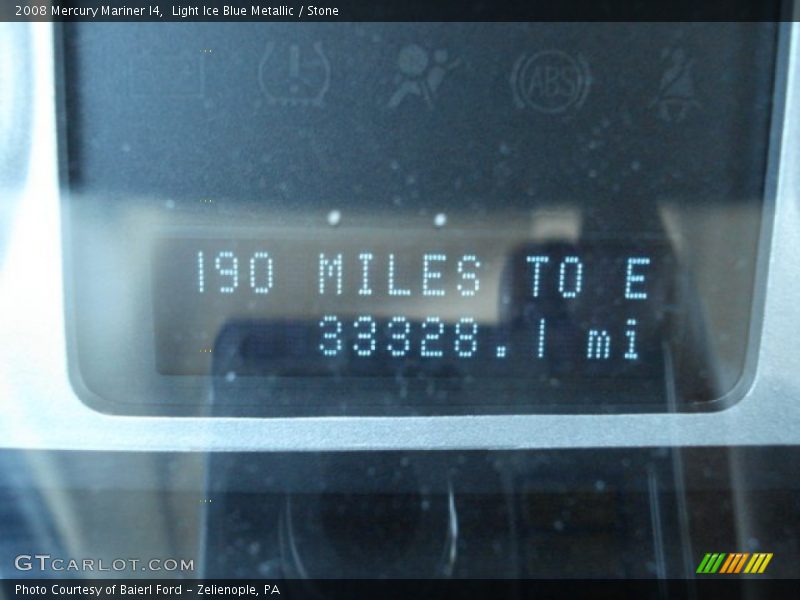 2008 Mercury Mariner I4,  Light Ice Blue Metallic / Stone
ABS
190 MILES TO E
33328.1 mi
GTCARLOT.COM
Photo Courtesy of Baierl Ford - Zelienople, PA